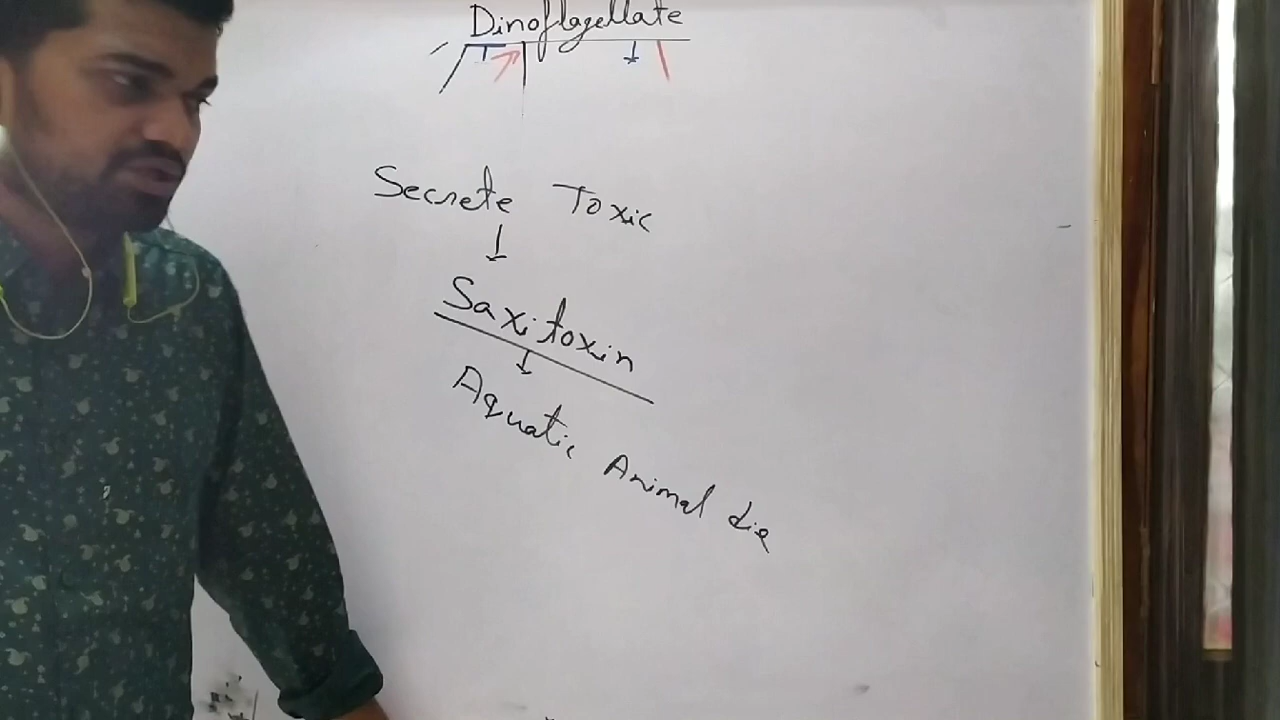 Dinoflagellate
Secrete Toxic
Saxitoxin
Aquatic Animal die